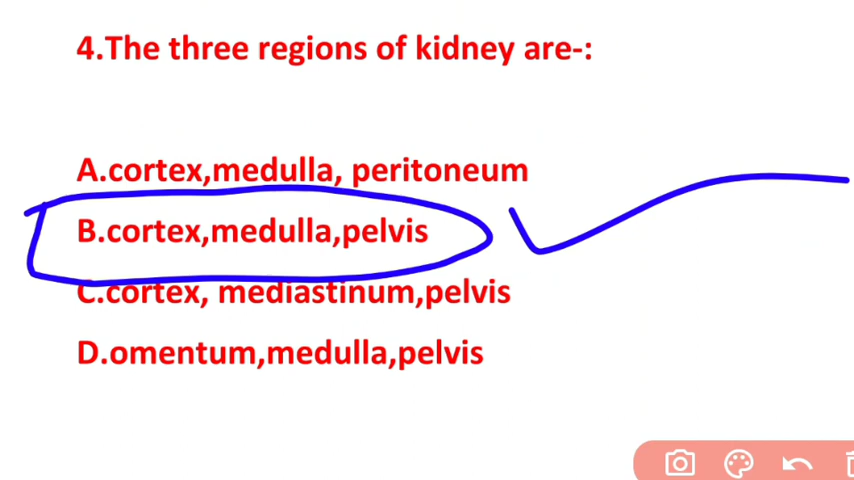 4.The three regions of kidney are-:
A.cortex,medulla, peritoneum
B.cortex,medulla,pelvis
C.cortex, mediastinum,pelvis
D.omentum,medulla,pelvis